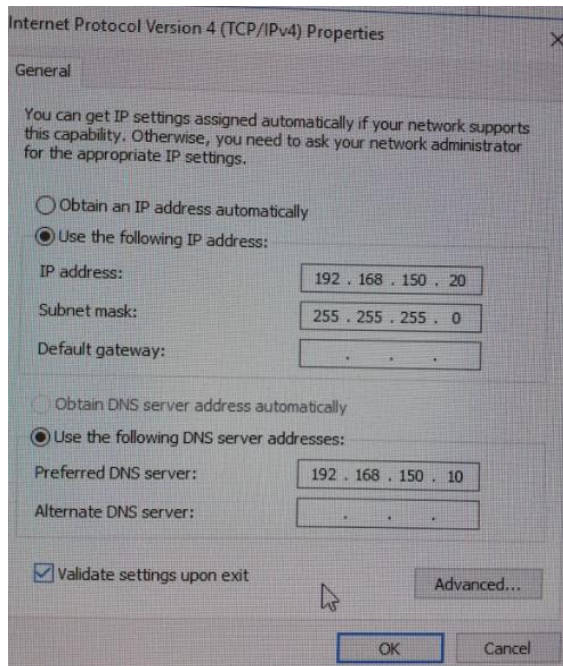 Internet Protocol Version 4 (TCP/IPv4) Properties
General
You can get IP settings assigned automatically if your network supports
this capability. Otherwise, you need to ask your network administrator
for the appropriate IP settings.
Obtain an IP address automatically
Use the following IP address:
IP address: 192 . 168 . 150 . 20
Subnet mask: 255 . 255 . 255 . 0
Default gateway: . . .
Obtain DNS server address automatically
Use the following DNS server addresses:
Preferred DNS server: 192 . 168 . 150 . 10
Alternate DNS server: . . .
Validate settings upon exit
Advanced...
OK Cancel